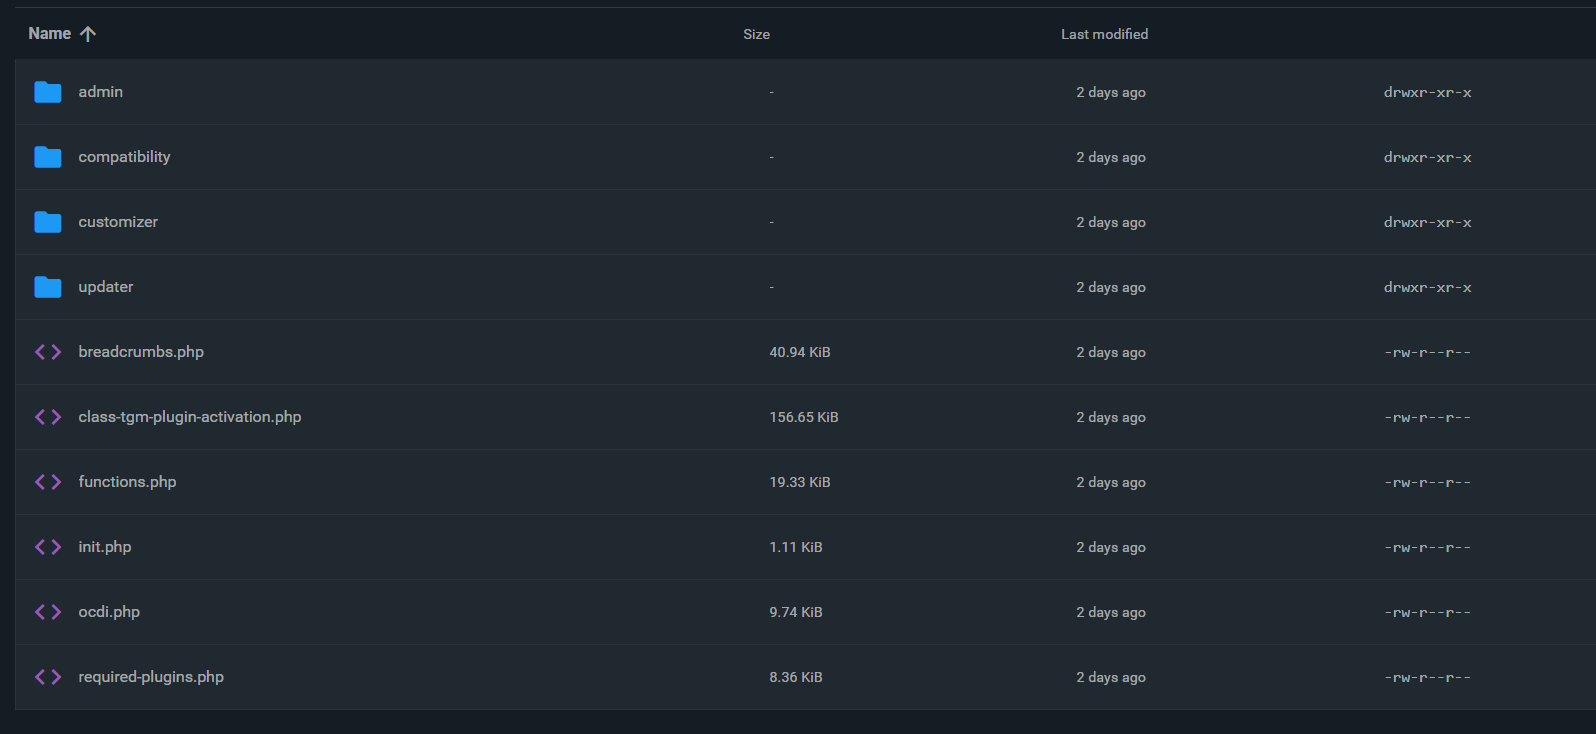 Name Size Last modified
admin - 2 days ago drwxr-xr-x
compatibility - 2 days ago drwxr-xr-x
customizer - 2 days ago drwxr-xr-x
updater - 2 days ago drwxr-xr-x
breadcrumbs.php 40.94 KiB 2 days ago -rw-r--r--
class-tgm-plugin-activation.php 156.65 KiB 2 days ago -rw-r--r--
functions.php 19.33 KiB 2 days ago -rw-r--r--
init.php 1.11 KiB 2 days ago -rw-r--r--
ocdi.php 9.74 KiB 2 days ago -rw-r--r--
required-plugins.php 8.36 KiB 2 days ago -rw-r--r--